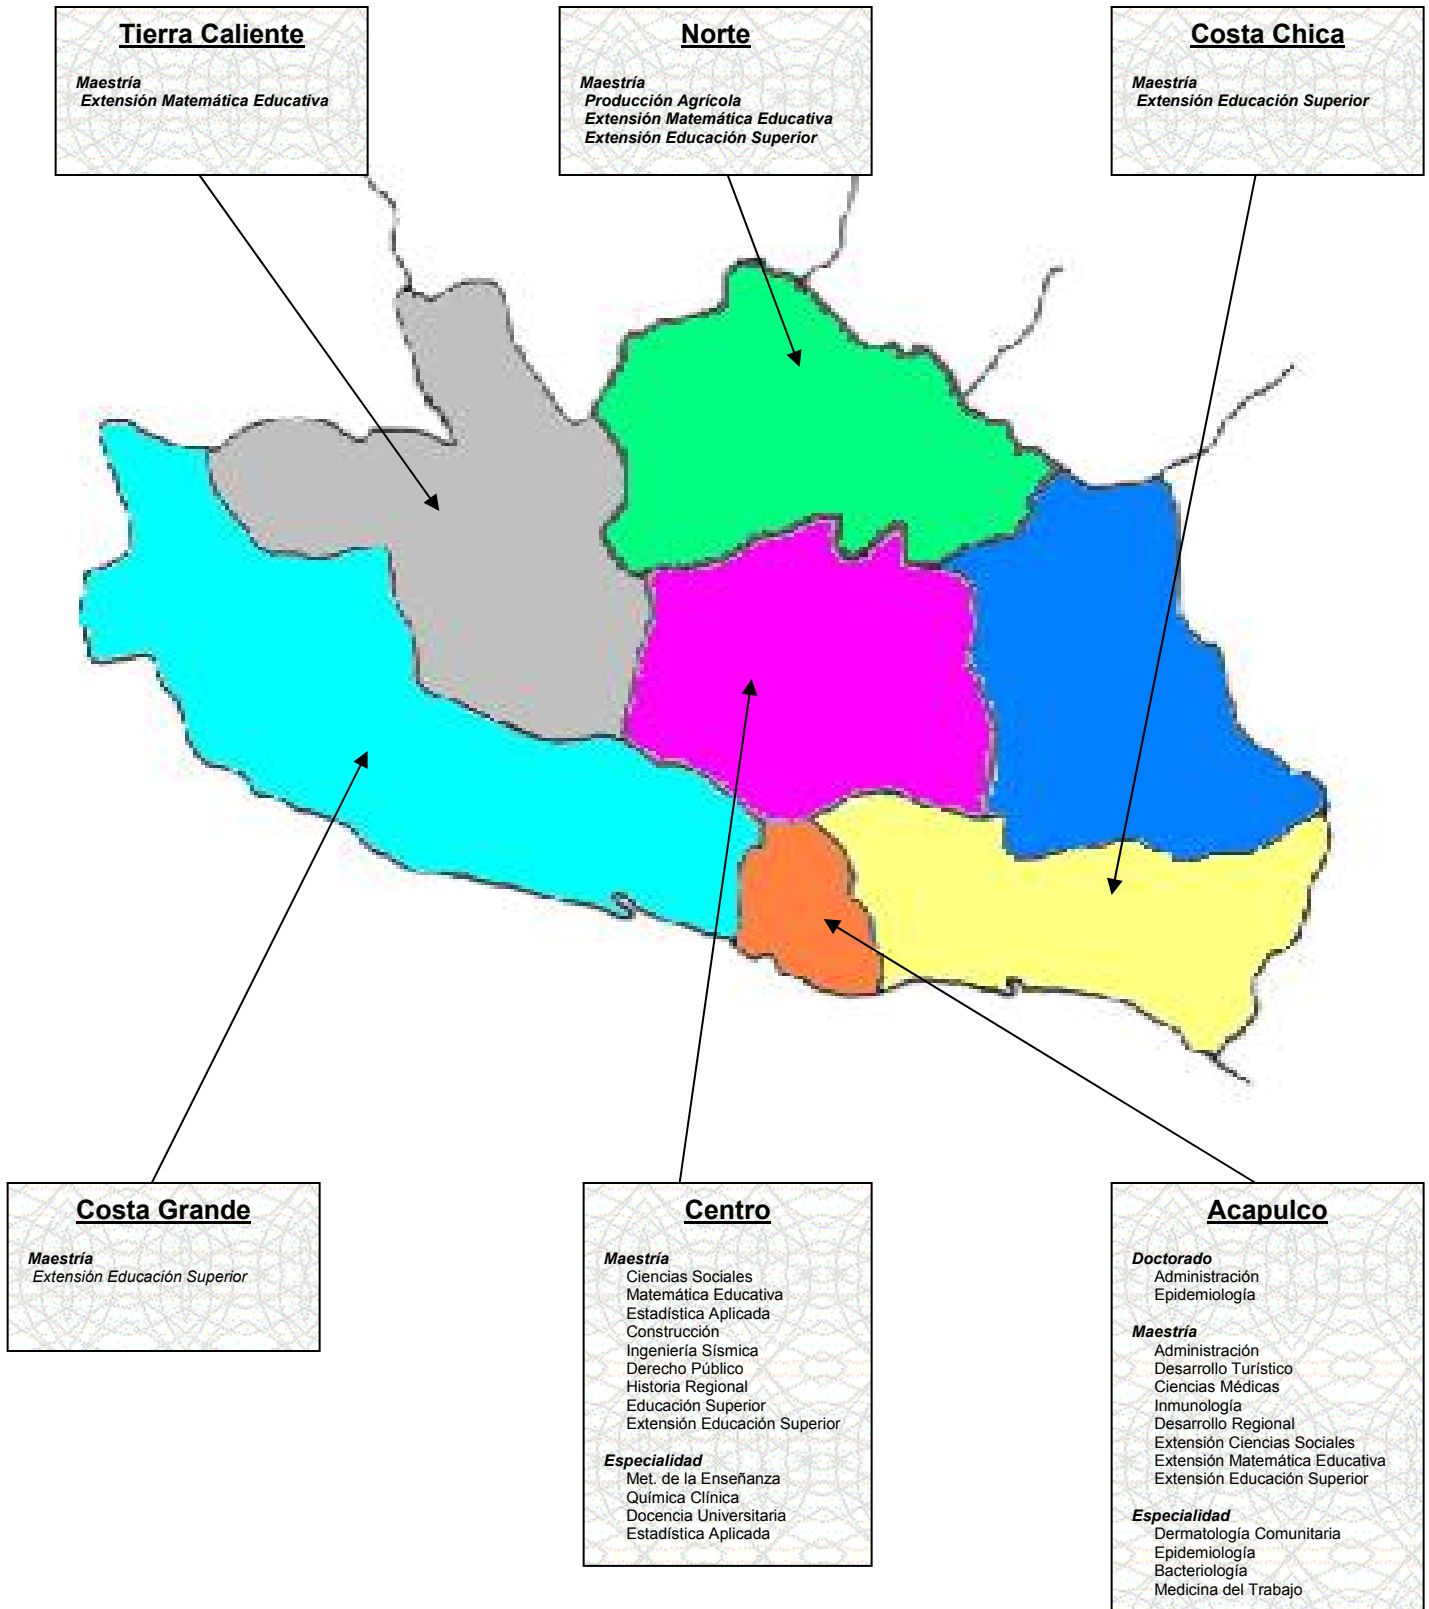 Tierra Caliente
Maestría
Extensión Matemática Educativa
Norte
Maestría
Producción Agrícola
Extensión Matemática Educativa
Extensión Educación Superior
Costa Chica
Maestría
Extensión Educación Superior
Costa Grande
Maestría
Extensión Educación Superior
Centro
Maestría
Ciencias Sociales
Matemática Educativa
Estadística Aplicada
Construcción
Ingeniería Sísmica
Derecho Público
Historia Regional
Educación Superior
Extensión Educación Superior
Especialidad
Met. de la Enseñanza
Química Clínica
Docencia Universitaria
Estadística Aplicada
Acapulco
Doctorado
Administración
Epidemiología
Maestría
Administración
Desarrollo Turístico
Ciencias Médicas
Inmunología
Desarrollo Regional
Extensión Ciencias Sociales
Extensión Matemática Educativa
Extensión Educación Superior
Especialidad
Dermatología Comunitaria
Epidemiología
Bacteriología
Medicina del Trabajo